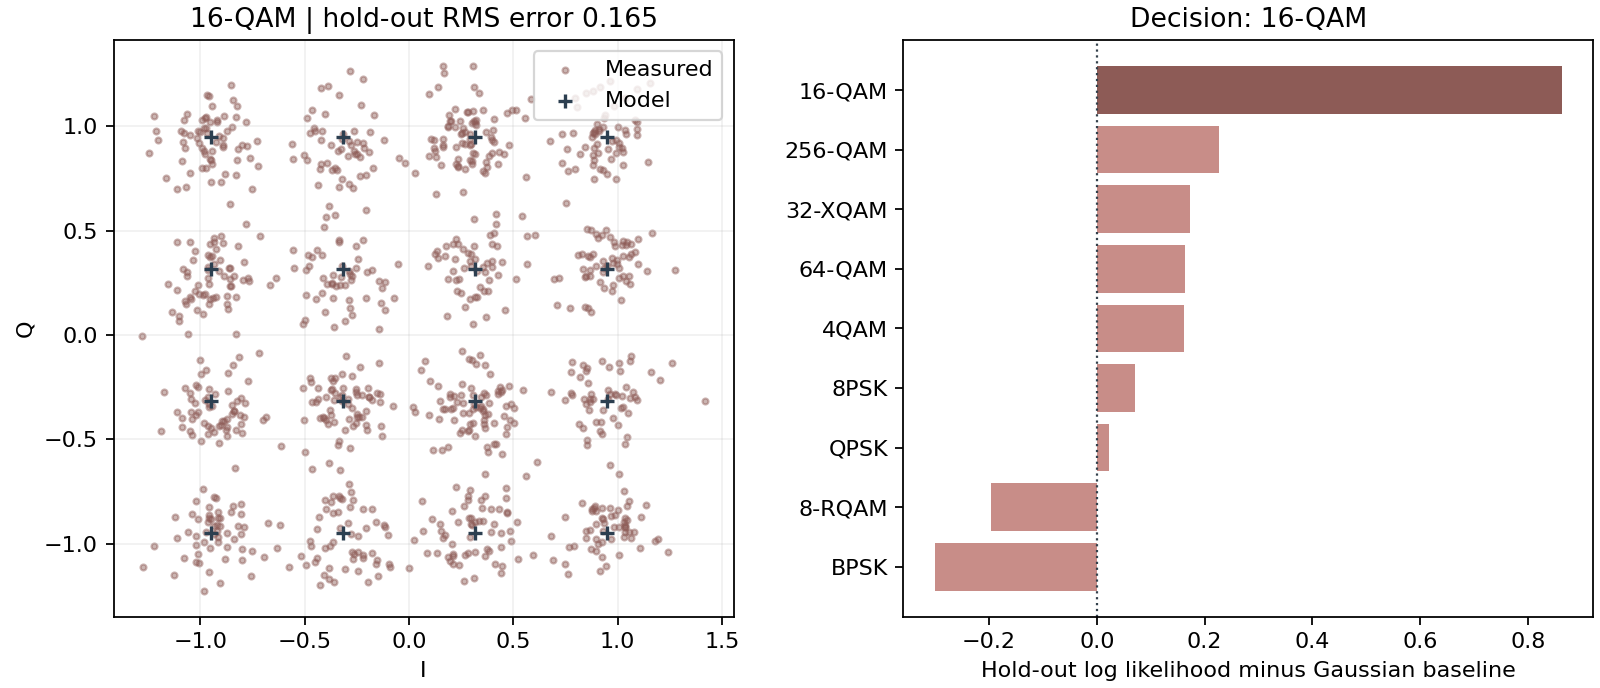 16-QAM | hold-out RMS error 0.165
Measured
Model
1.0
0.5
0.0
−0.5
−1.0
Q
−1.0
−0.5
0.0
0.5
1.0
1.5
I
Decision: 16-QAM
16-QAM
256-QAM
32-XQAM
64-QAM
4QAM
8PSK
QPSK
8-RQAM
BPSK
−0.2
0.0
0.2
0.4
0.6
0.8
Hold-out log likelihood minus Gaussian baseline